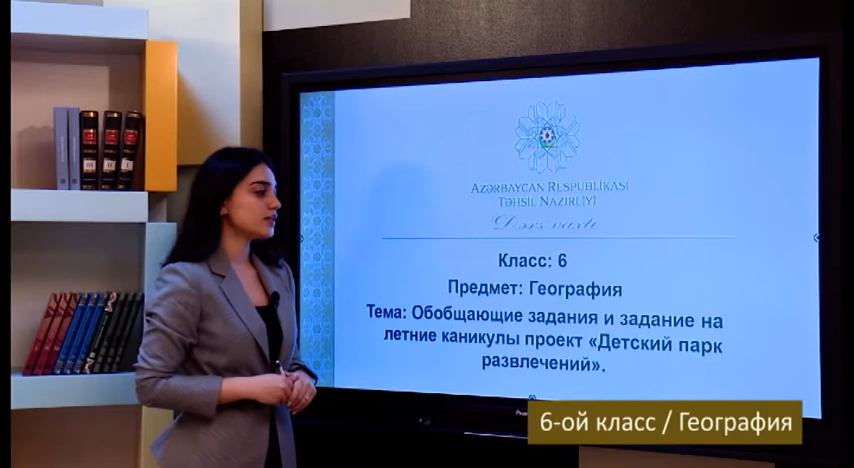 AZƏRBAYCAN RESPUBLİKASI
TƏHSİL NAZİRLİYİ
Dərs vaxtı
Класс: 6
Предмет: География
Тема: Обобщающие задания и задание на
летние каникулы проект «Детский парк
развлечений».
6-ой класс / География